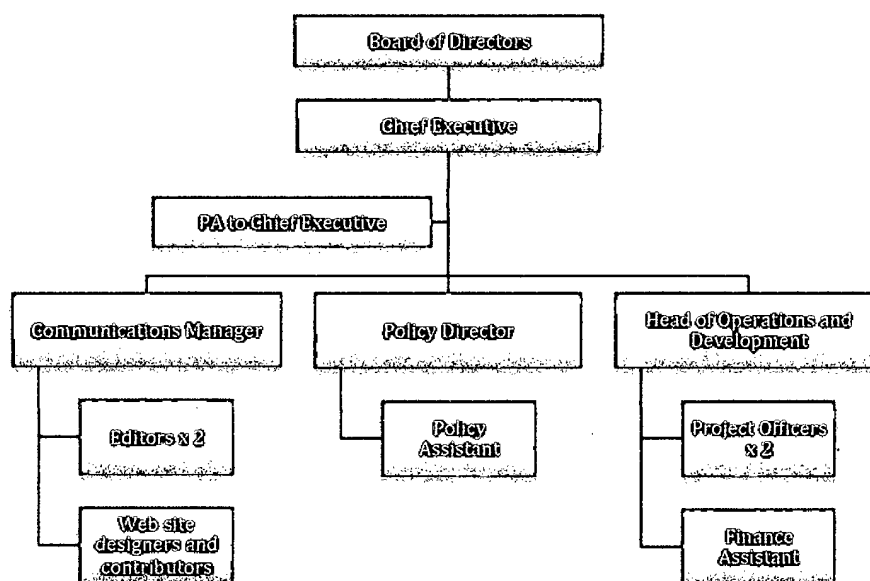 Board of Directors
Chief Executive
PA to Chief Executive
Communications Manager
Policy Director
Head of Operations and
Development
Editors x 2
Policy
Assistant
Project Officers
x 2
Web site
designers and
contributors
Finance
Assistant